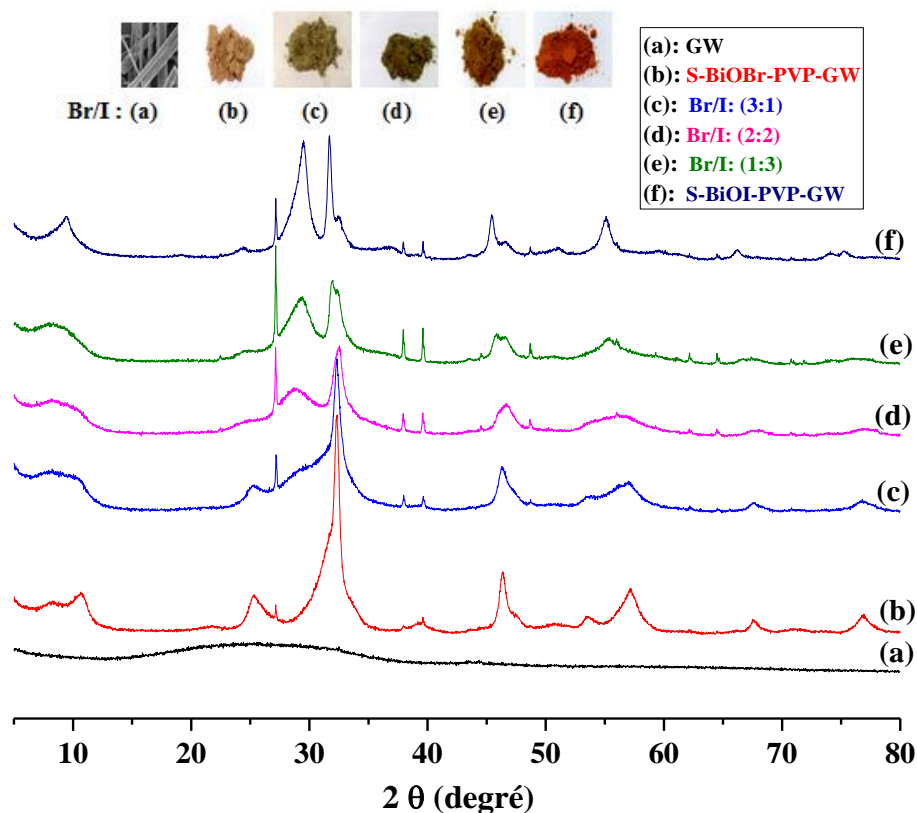 Br/I : (a) (b) (c) (d) (e) (f)
(a): GW
(b): S-BiOBr-PVP-GW
(c): Br/I: (3:1)
(d): Br/I: (2:2)
(e): Br/I: (1:3)
(f): S-BiOI-PVP-GW
(f)
(e)
(d)
(c)
(b)
(a)
10 20 30 40 50 60 70 80
2 θ (degré)